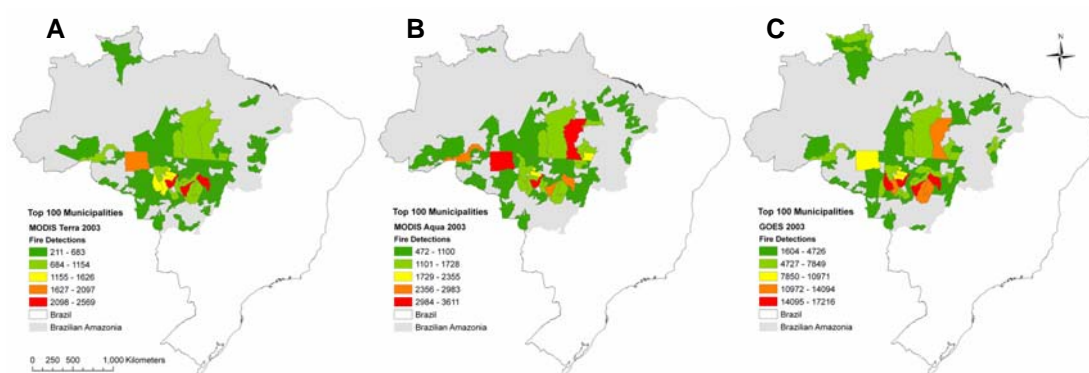 A
Top 100 Municipalities
MODIS Terra 2003
Fire Detections
211 - 683
684 - 1154
1155 - 1626
1627 - 2097
2098 - 2569
Brazil
Brazilian Amazonia
0 250 500 1,000 Kilometers
B
Top 100 Municipalities
MODIS Aqua 2003
Fire Detections
472 - 1100
1101 - 1728
1729 - 2355
2356 - 2983
2984 - 3611
Brazil
Brazilian Amazonia
C
N
Top 100 Municipalities
GOES 2003
Fire Detections
1604 - 4726
4727 - 7849
7850 - 10971
10972 - 14094
14095 - 17216
Brazil
Brazilian Amazonia